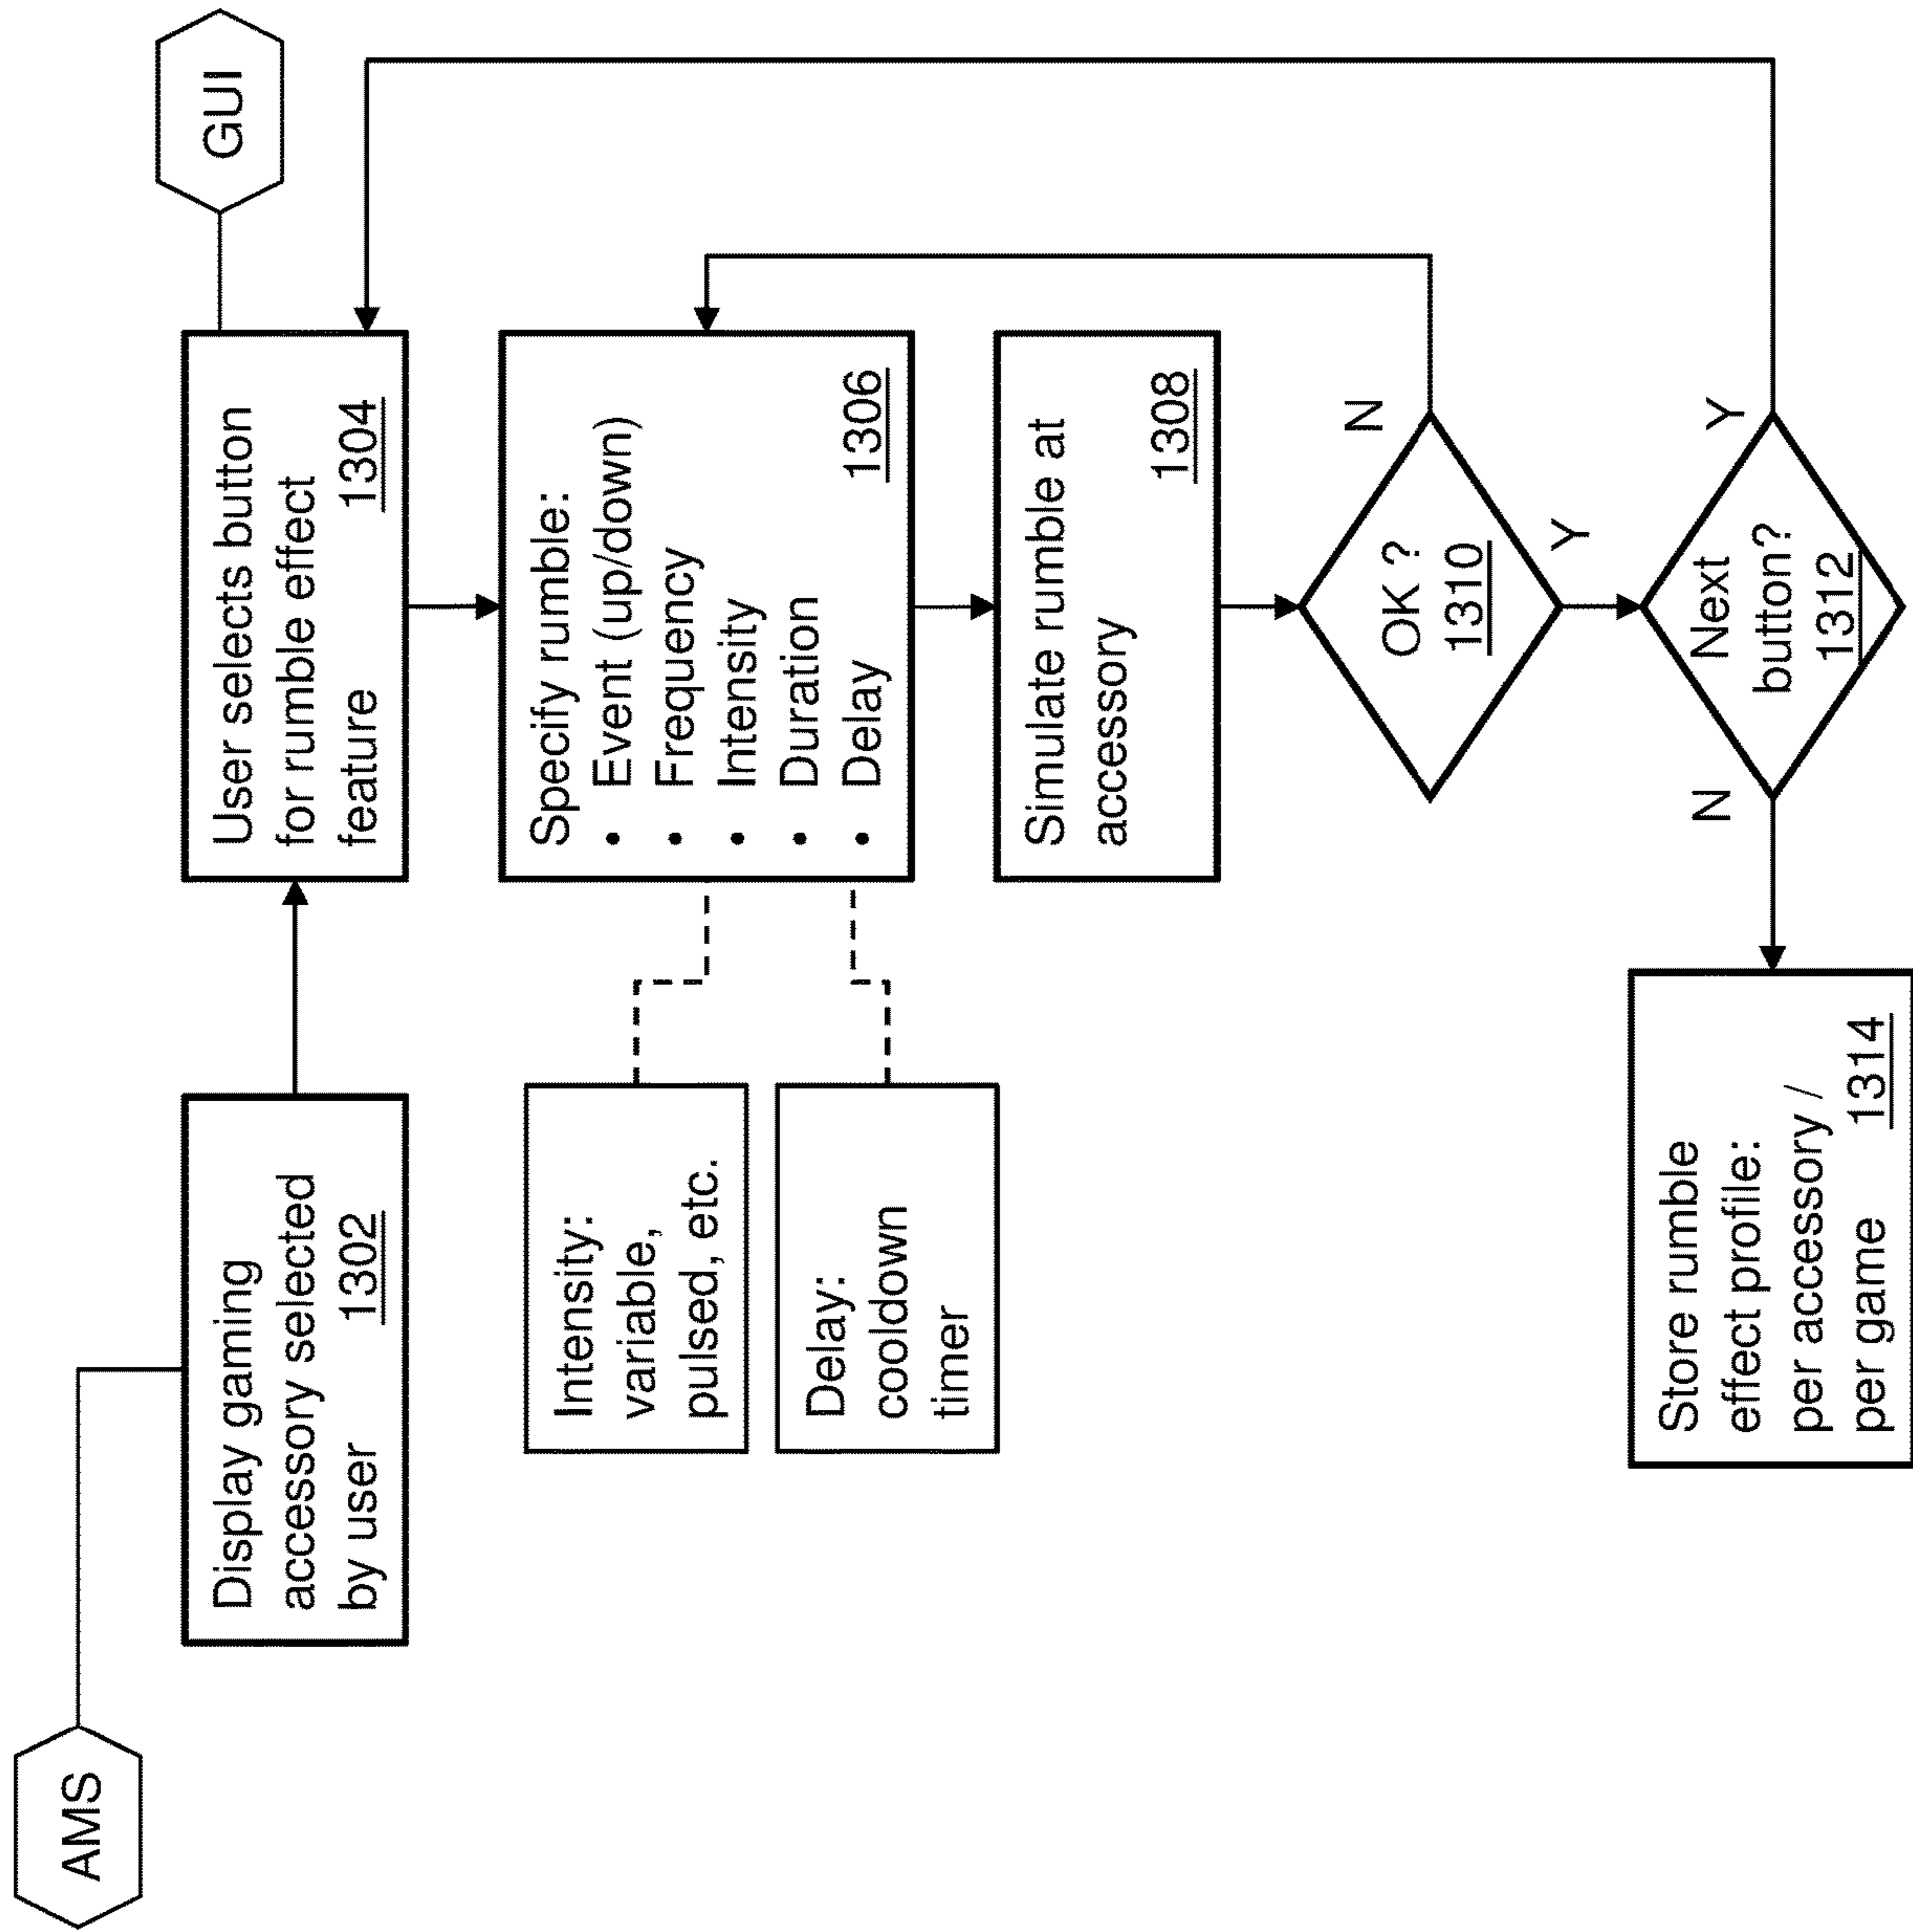 AMS
Display gaming
accessory selected
by user 1302
GUI
User selects button
for rumble effect
feature 1304
Specify rumble:
• Event (up/down)
• Frequency
• Intensity
• Duration
• Delay 1306
Intensity:
variable,
pulsed, etc.
Delay:
cooldown
timer
Simulate rumble at
accessory 1308
OK ?
1310
N
Y
Next
button?
1312
Y
N
Store rumble
effect profile:
per accessory /
per game 1314